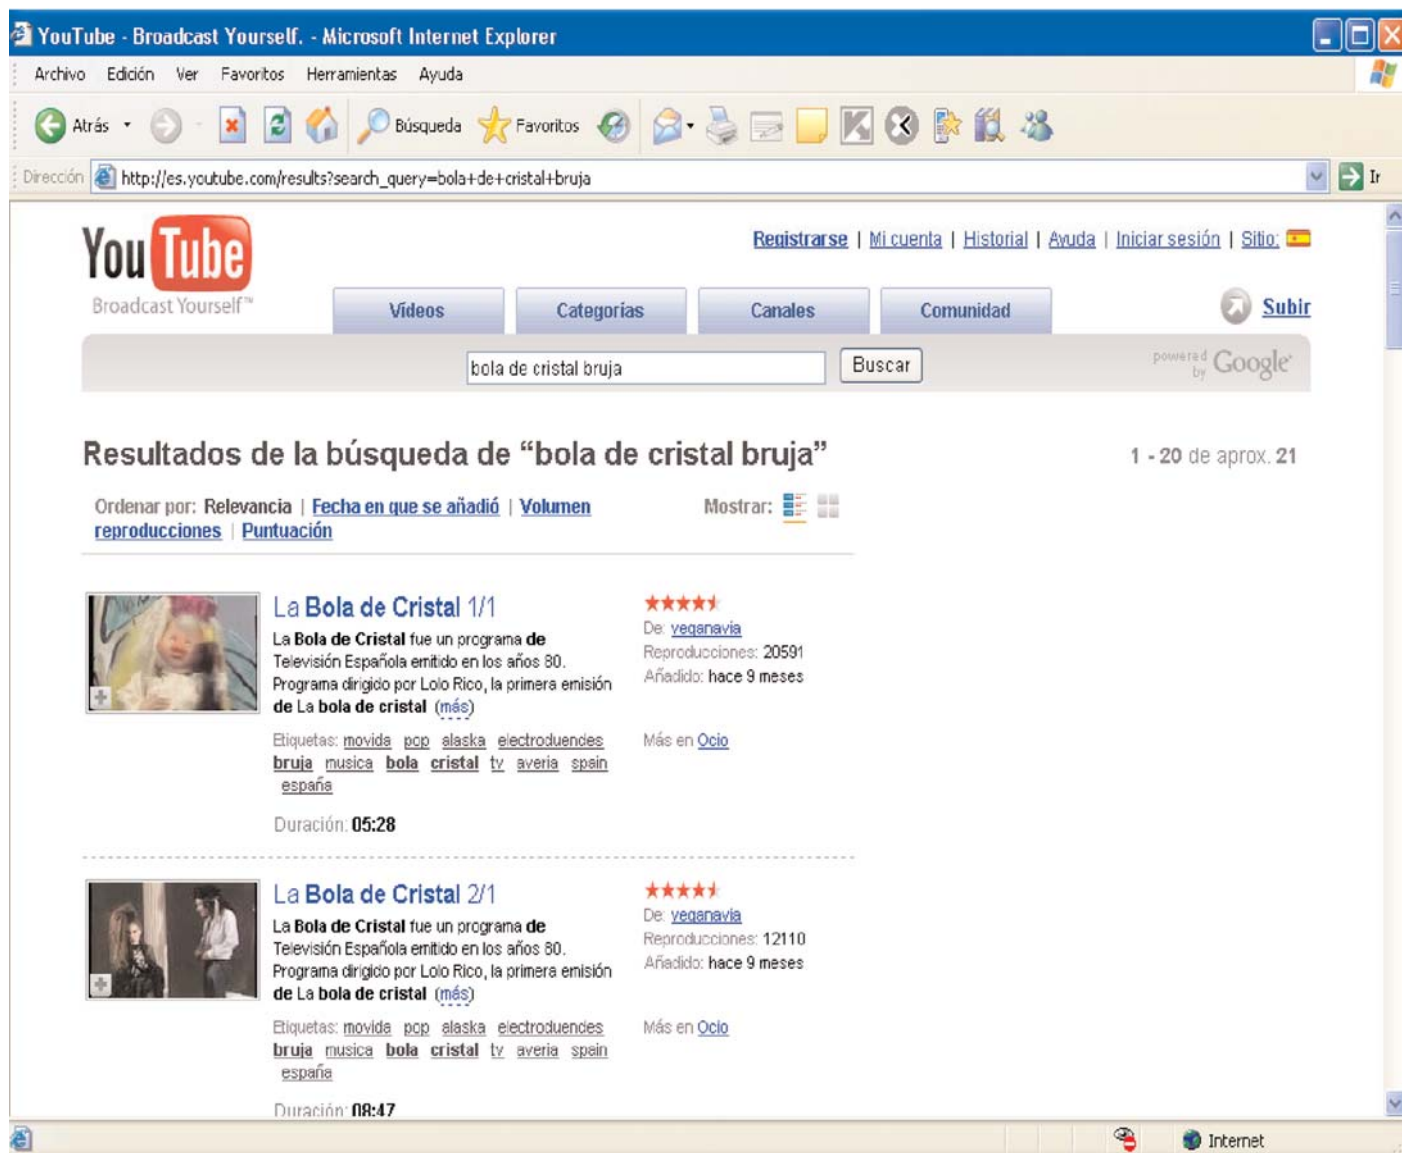 YouTube - Broadcast Yourself. - Microsoft Internet Explorer
Archivo Edición Ver Favoritos Herramientas Ayuda
Atrás Búsqueda Favoritos
Dirección http://es.youtube.com/results?search_query=bola+de+cristal+bruja Ir
YouTube
Broadcast Yourself™
Registrarse | Mi cuenta | Historial | Ayuda | Iniciar sesión | Sitio:
Vídeos Categorías Canales Comunidad Subir
bola de cristal bruja Buscar powered by Google
Resultados de la búsqueda de “bola de cristal bruja” 1 - 20 de aprox. 21
Ordenar por: Relevancia | Fecha en que se añadió | Volumen
reproducciones | Puntuación
Mostrar:
La Bola de Cristal 1/1
La Bola de Cristal fue un programa de
Televisión Española emitido en los años 80.
Programa dirigido por Lolo Rico, la primera emisión
de La bola de cristal (más)
Etiquetas: movida pop alaska electroduendes
bruja musica bola cristal tv averia spain
españa
Duración: 05:28
De: veganavia
Reproducciones: 20591
Añadido: hace 9 meses
Más en Ocio
La Bola de Cristal 2/1
La Bola de Cristal fue un programa de
Televisión Española emitido en los años 80.
Programa dirigido por Lolo Rico, la primera emisión
de La bola de cristal (más)
Etiquetas: movida pop alaska electroduendes
bruja musica bola cristal tv averia spain
españa
Duración: 08:47
De: veganavia
Reproducciones: 12110
Añadido: hace 9 meses
Más en Ocio
Internet